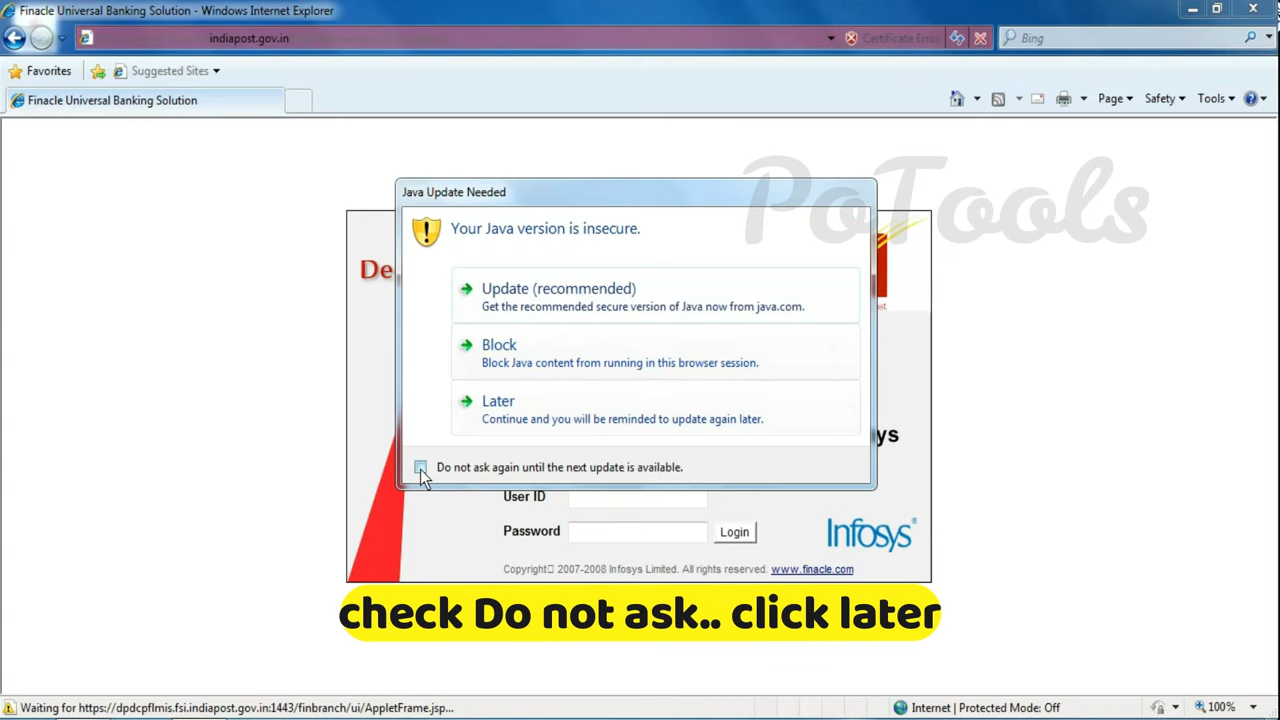 Finacle Universal Banking Solution - Windows Internet Explorer
indiapost.gov.in
Certificate Error
Bing
Favorites
Suggested Sites
Finacle Universal Banking Solution
Page
Safety
Tools
PoTools
Java Update Needed
Your Java version is insecure.
De
Update (recommended)
Get the recommended secure version of Java now from java.com.
et
Block
Block Java content from running in this browser session.
Later
Continue and you will be reminded to update again later.
ys
Do not ask again until the next update is available.
User ID
Password
Login
Infosys
Copyright 2007-2008 Infosys Limited. All rights reserved. www.finacle.com
check Do not ask.. click later
Waiting for https://dpdcpflmis.fsi.indiapost.gov.in:1443/finbranch/ui/AppletFrame.jsp...
Internet | Protected Mode: Off
100%